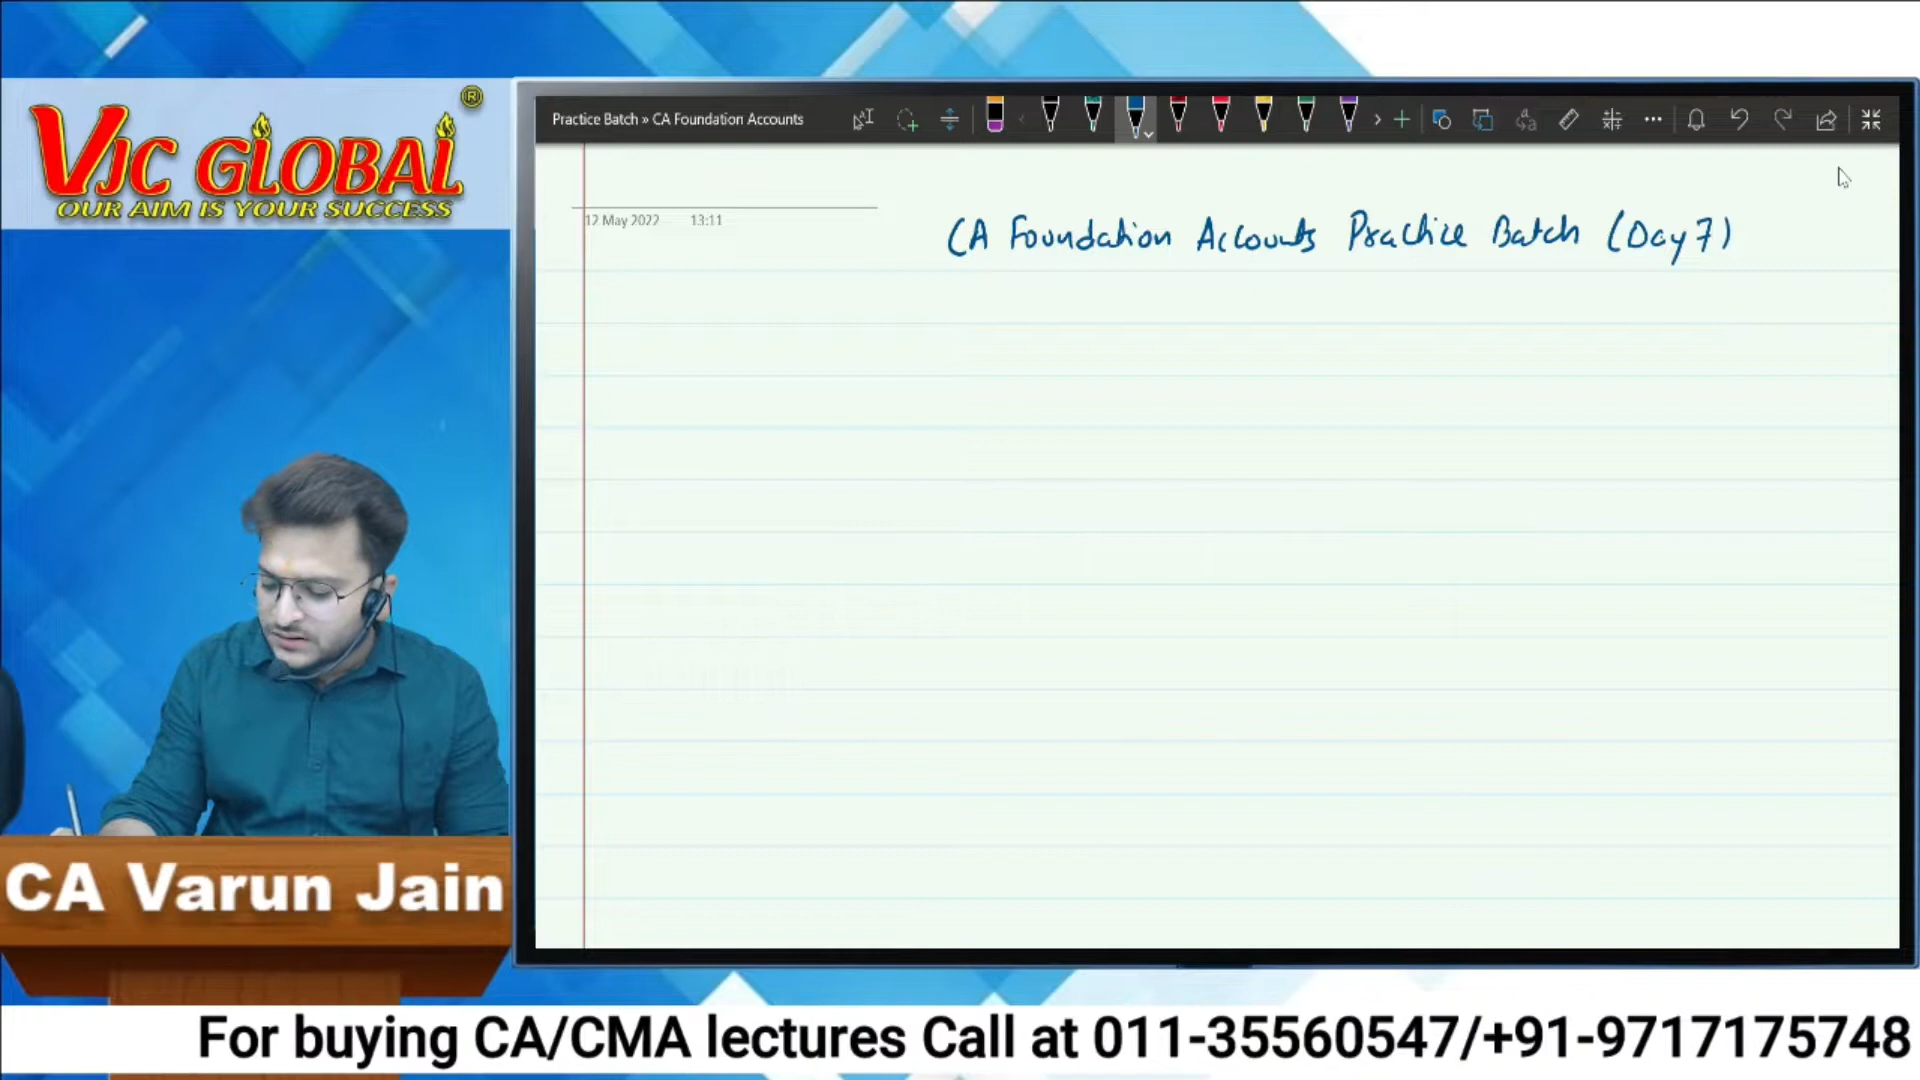 VJC GLOBAL®
OUR AIM IS YOUR SUCCESS
Practice Batch » CA Foundation Accounts
12 May 2022 13:11
CA Foundation Accounts Practice Batch (Day 7)
CA Varun Jain
For buying CA/CMA lectures Call at 011-35560547/+91-9717175748